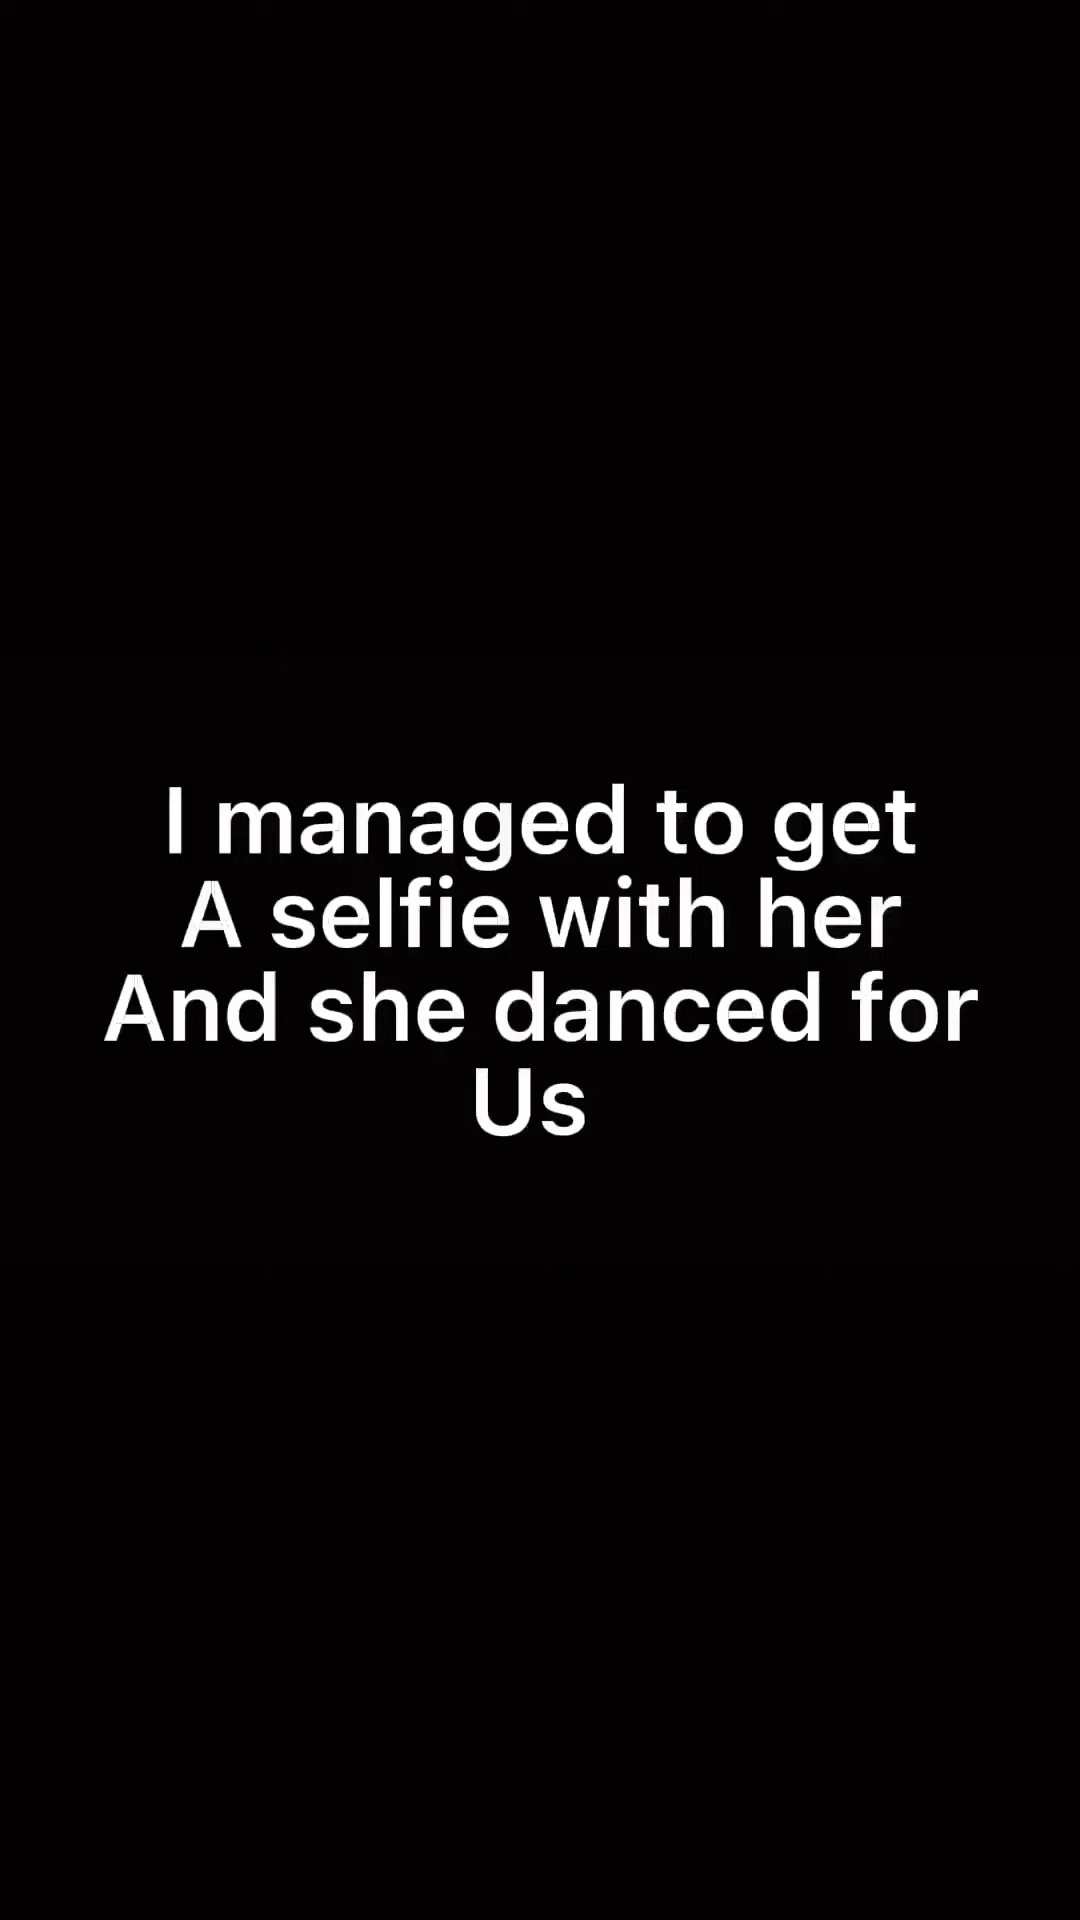 I managed to get
A selfie with her
And she danced for
Us